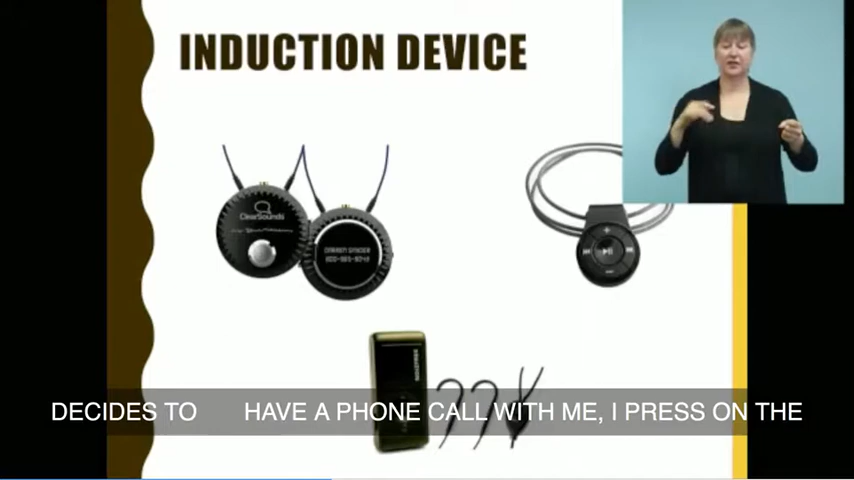 INDUCTION DEVICE
ClearSounds
DECIDES TO HAVE A PHONE CALL WITH ME, I PRESS ON THE